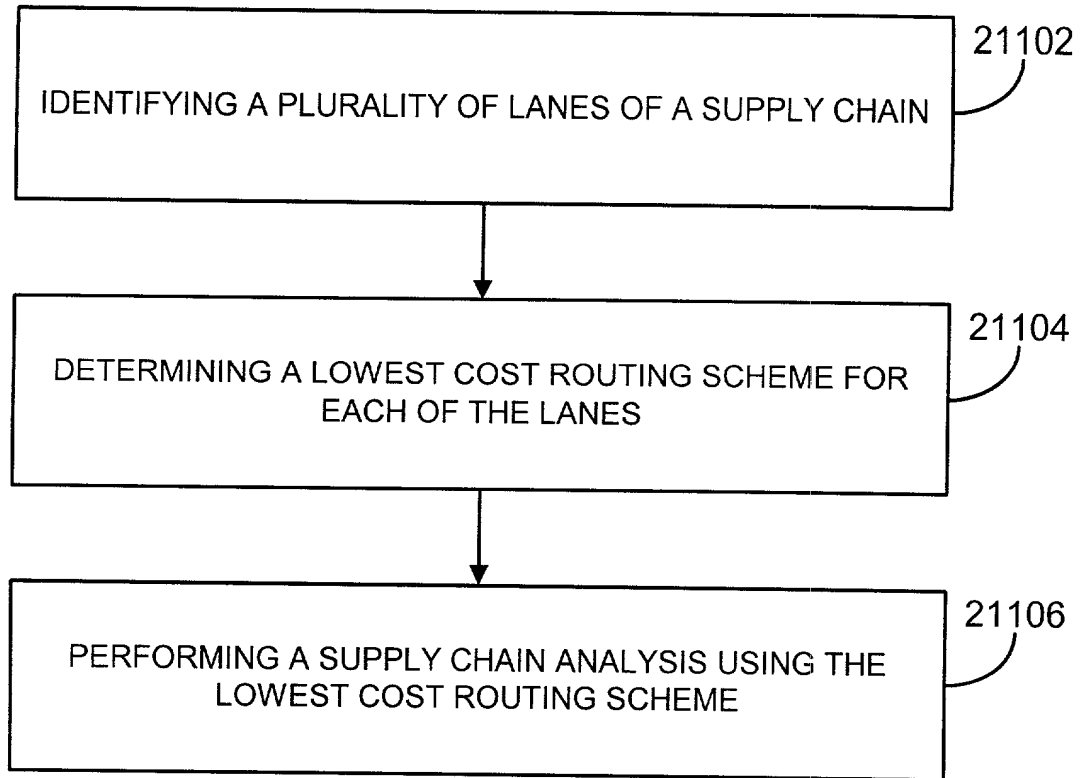 21102
IDENTIFYING A PLURALITY OF LANES OF A SUPPLY CHAIN
21104
DETERMINING A LOWEST COST ROUTING SCHEME FOR
EACH OF THE LANES
21106
PERFORMING A SUPPLY CHAIN ANALYSIS USING THE
LOWEST COST ROUTING SCHEME